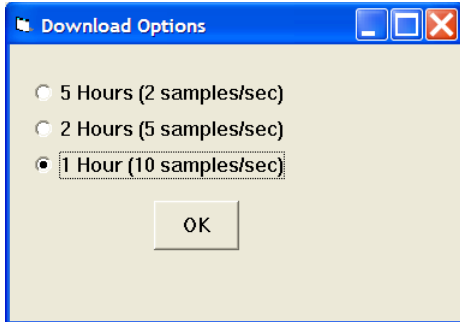 Download Options
5 Hours (2 samples/sec)
2 Hours (5 samples/sec)
1 Hour (10 samples/sec)
OK